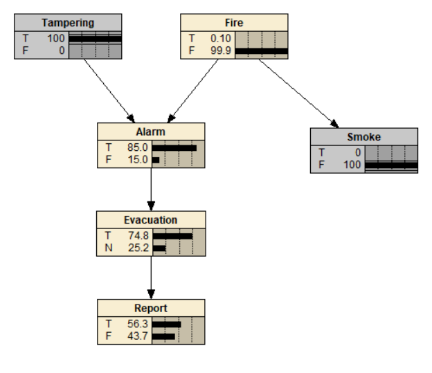 Tampering
T 100
F 0
Fire
T 0.10
F 99.9
Alarm
T 85.0
F 15.0
Smoke
T 0
F 100
Evacuation
T 74.8
N 25.2
Report
T 56.3
F 43.7